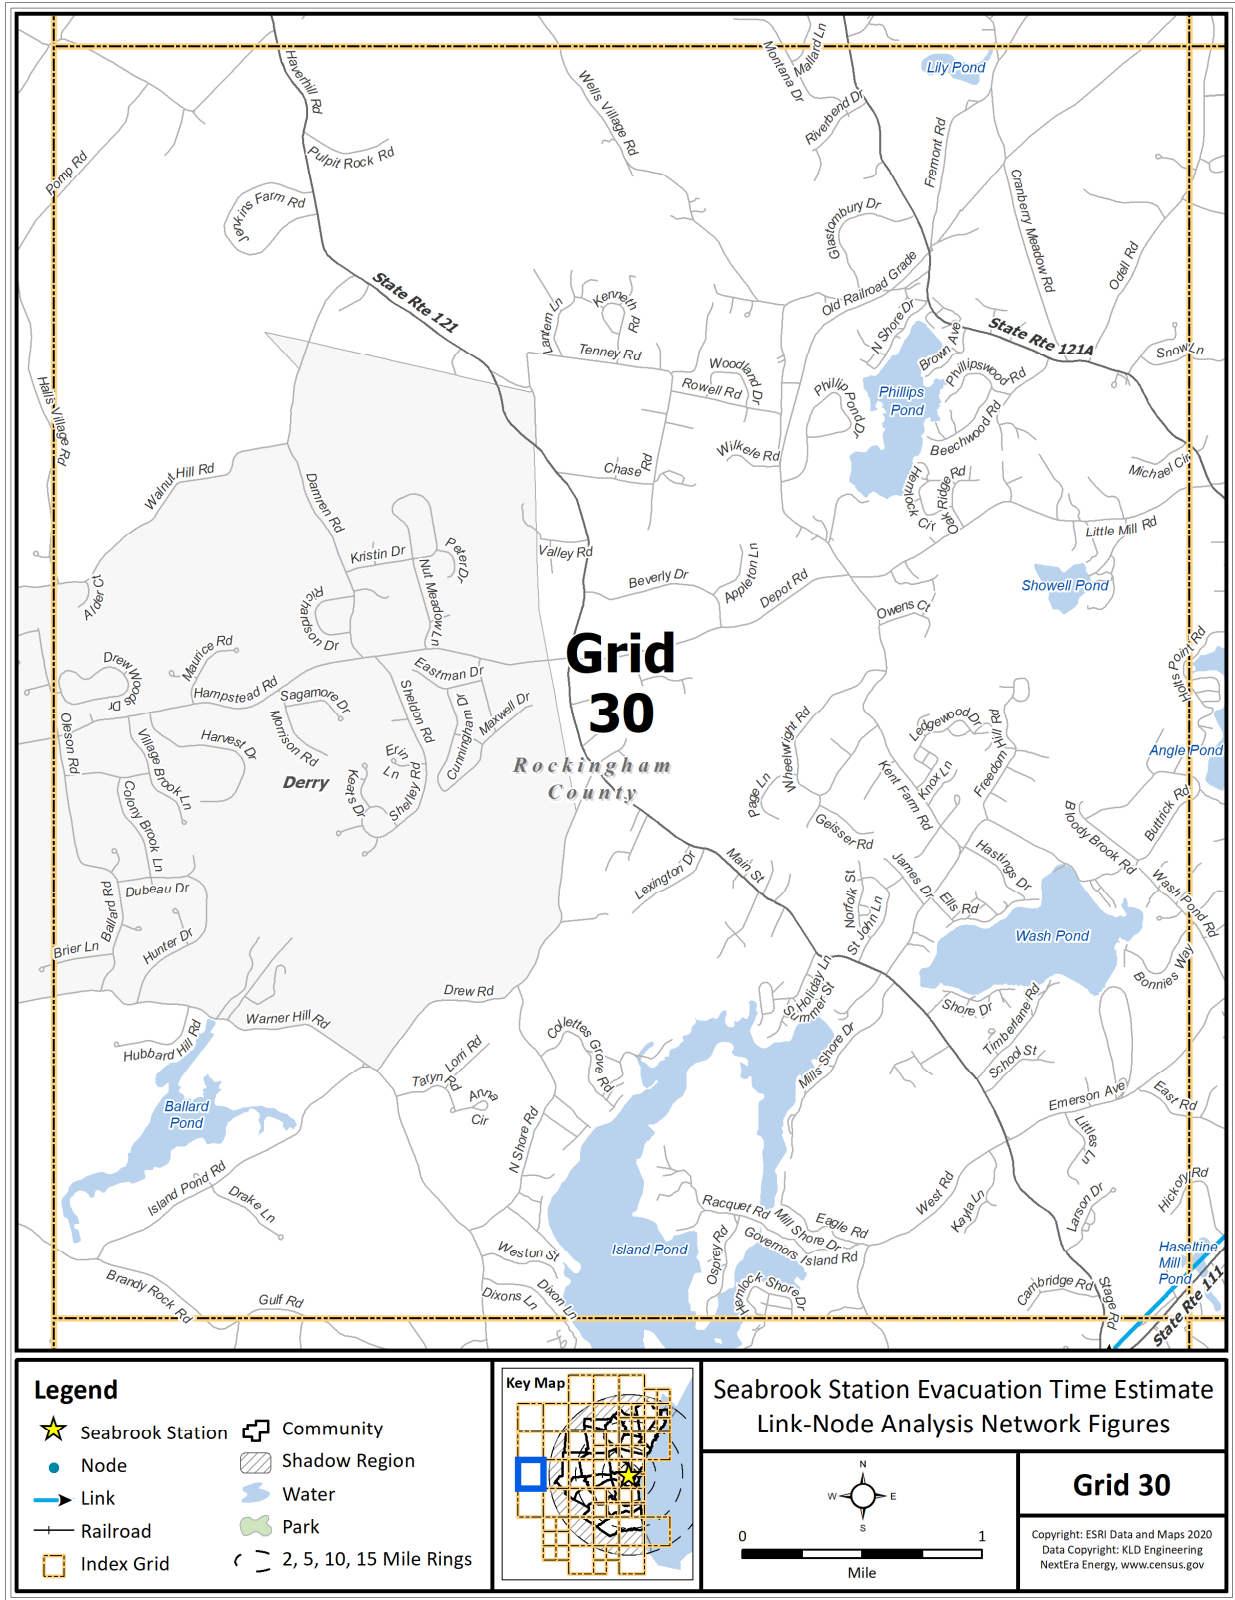 Mallard Ln
Montana Dr
Haverhill Rd
Lily Pond
Wells Village Rd
Riverbend Dr
Fremont Rd
Pulpit Rock Rd
Pomp Rd
Cranberry Meadow Rd
Jenkins Farm Rd
Glastombury Dr
Odell Rd
Old Railroad Grade
State Rte 121
Kenneth
Rd
Lantern Ln
N Shore Dr
State Rte 121A
Brown Ave
Tenney Rd
Snow Ln
Woodland Dr
Phillipswood Rd
Rowell Rd
Phillip Pond Dr
Phillips
Pond
Halls Village Rd
Beechwood Rd
Wilkele Rd
Chase Rd
Walnut Hill Rd
Michael Cir
Hemlock
Cir
Oak Ridge Rd
Damren Rd
Little Mill Rd
Kristin Dr
Peter Dr
Valley Rd
Nut Meadow Ln
Beverly Dr
Appleton Ln
Depot Rd
Showell Pond
Alder Ct
Richardson Dr
Owens Ct
Grid
30
Maurice Rd
Holts Point Rd
Drew Woods Dr
Eastman Dr
Hampstead Rd
Sagamore Dr
Sheldon Rd
Cunningham Dr
Maxwell Dr
Oleson Rd
Morrison Rd
Village Brook Ln
Harvest Dr
Wheelwright Rd
Ledgewood Dr
Freedom Hill Rd
Angle Pond
Erin
Ln
Rockingham
County
Derry
Keats Dr
Shelley Rd
Page Ln
Kent Farm Rd
Knox Ln
Colony Brook Ln
Geisser Rd
Bloody Brook Rd
Buttrick Rd
Main St
Lexington Dr
Hastings Dr
James Dr
Norfolk St
Ells Rd
Wash Pond Rd
Dubeau Dr
Ballard Rd
St John Ln
Wash Pond
Brier Ln
Hunter Dr
Bonnies Way
Holiday Ln
Summer St
Drew Rd
Shore Dr
Timberlane Rd
Warner Hill Rd
Collettes Grove Rd
Hubbard Hill Rd
Lorri Rd
Mills Shore Dr
School St
Taryn Rd
Anna
Cir
Emerson Ave
East Rd
Ballard
Pond
N Shore Rd
Littles Ln
Island Pond Rd
Drake Ln
West Rd
Kayla Ln
Hickory Rd
Larson Dr
Racquet Rd
Mill Shore Dr
Eagle Rd
Governors Island Rd
Weston St
Island Pond
Osprey Rd
Haseltine
Mill
Pond
Brandy Rock Rd
Gulf Rd
Dixons Ln
Dixon Ln
Hemlock Shore Dr
Cambridge Rd
Stage Rd
State Rte 111
Legend
Seabrook Station
Node
Link
Railroad
Index Grid
Community
Shadow Region
Water
Park
2, 5, 10, 15 Mile Rings
Key Map
Seabrook Station Evacuation Time Estimate
Link-Node Analysis Network Figures
N
W
E
S
0
1
Mile
Grid 30
Copyright: ESRI Data and Maps 2020
Data Copyright: KLD Engineering
NextEra Energy, www.census.gov